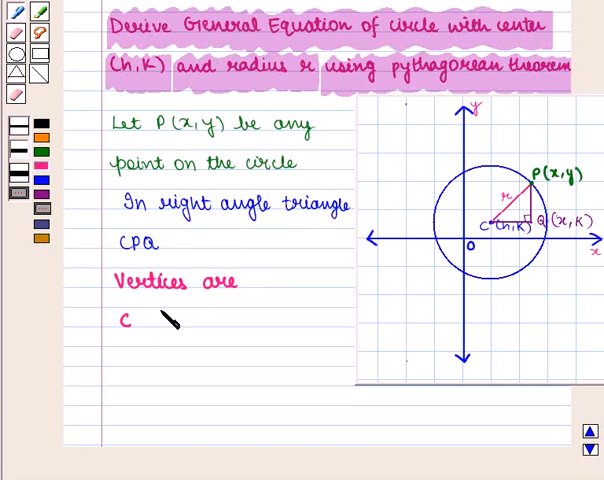 Derive General Equation of circle with center
(h,K) and radius r using pythagorean theorem
Let P(x,y) be any
point on the circle
In right angle triangle
CPQ
Vertices are
C
y
P(x,y)
r
C (h,K) Q (x,K)
O
x